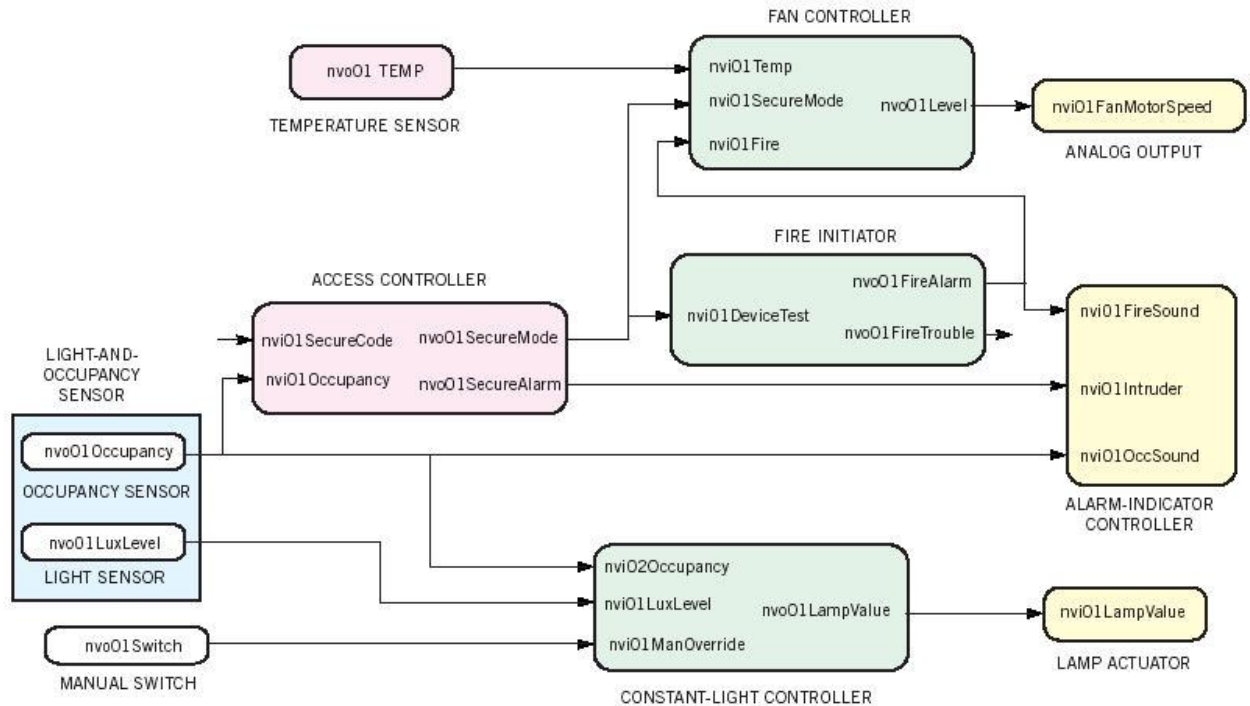 FAN CONTROLLER
nvo01 TEMP
TEMPERATURE SENSOR
nvi01Temp
nvi01SecureMode
nvi01Fire
nvo01Level
nvi01FanMotorSpeed
ANALOG OUTPUT
FIRE INITIATOR
nvo01FireAlarm
nvi01DeviceTest
nvo01FireTrouble
ACCESS CONTROLLER
nvi01SecureCode
nvo01SecureMode
nvi01Occupancy
nvo01SecureAlarm
nvi01FireSound
nvi01Intruder
nvi01OccSound
ALARM-INDICATOR
CONTROLLER
LIGHT-AND-
OCCUPANCY
SENSOR
nvo01Occupancy
OCCUPANCY SENSOR
nvo01LuxLevel
LIGHT SENSOR
nvo01Switch
MANUAL SWITCH
nvi02Occupancy
nvi01LuxLevel
nvi01ManOverride
nvo01LampValue
CONSTANT-LIGHT CONTROLLER
nvi01LampValue
LAMP ACTUATOR